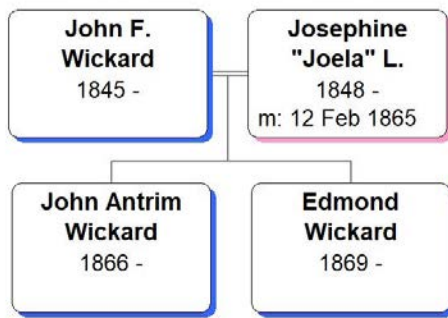 John F.
Wickard
1845 -
Josephine
"Joela" L.
1848 -
m: 12 Feb 1865
John Antrim
Wickard
1866 -
Edmond
Wickard
1869 -